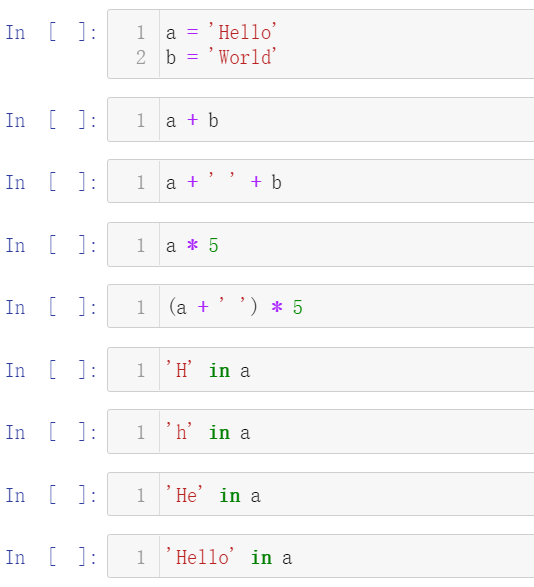 In [ ]: 1 a = 'Hello'
2 b = 'World'
In [ ]: 1 a + b
In [ ]: 1 a + ' ' + b
In [ ]: 1 a * 5
In [ ]: 1 (a + ' ') * 5
In [ ]: 1 'H' in a
In [ ]: 1 'h' in a
In [ ]: 1 'He' in a
In [ ]: 1 'Hello' in a